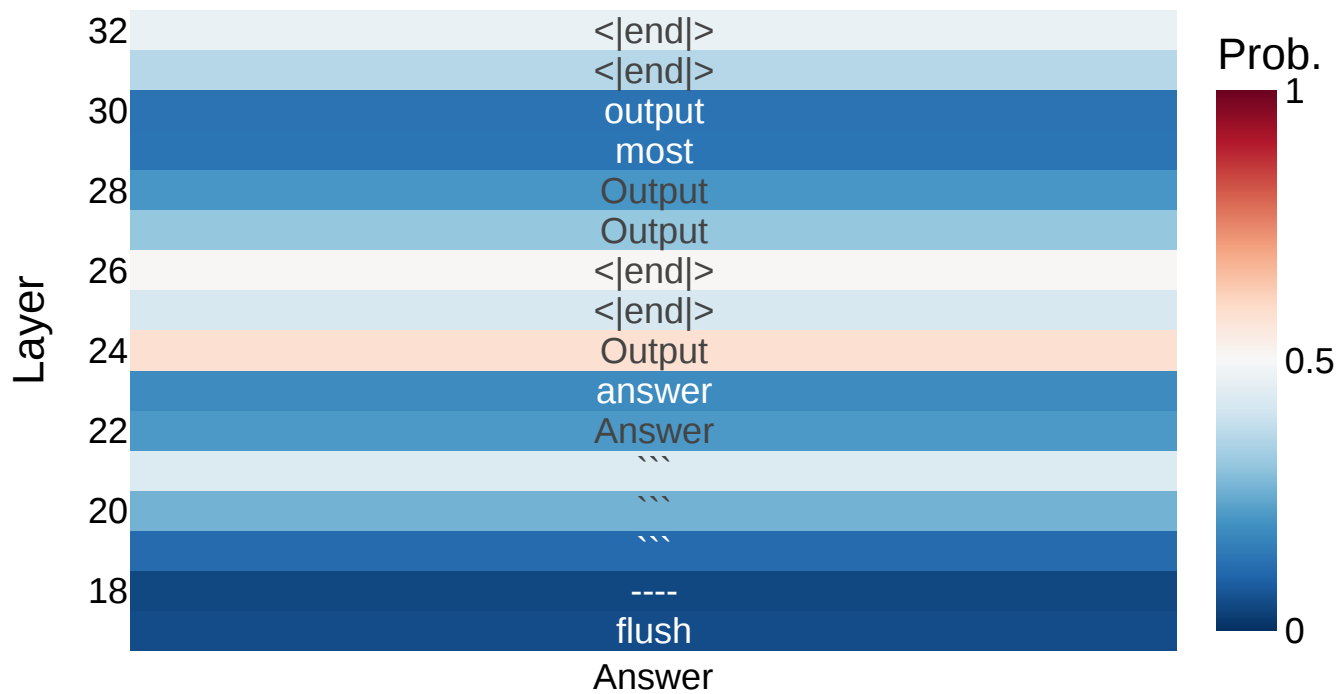 32
<|end|>
<|end|>
30
output
most
28
Output
Output
26
<|end|>
<|end|>
24
Output
answer
22
Answer
```
20
```
```
18
----
flush
Layer
Answer
Prob.
1
0.5
0